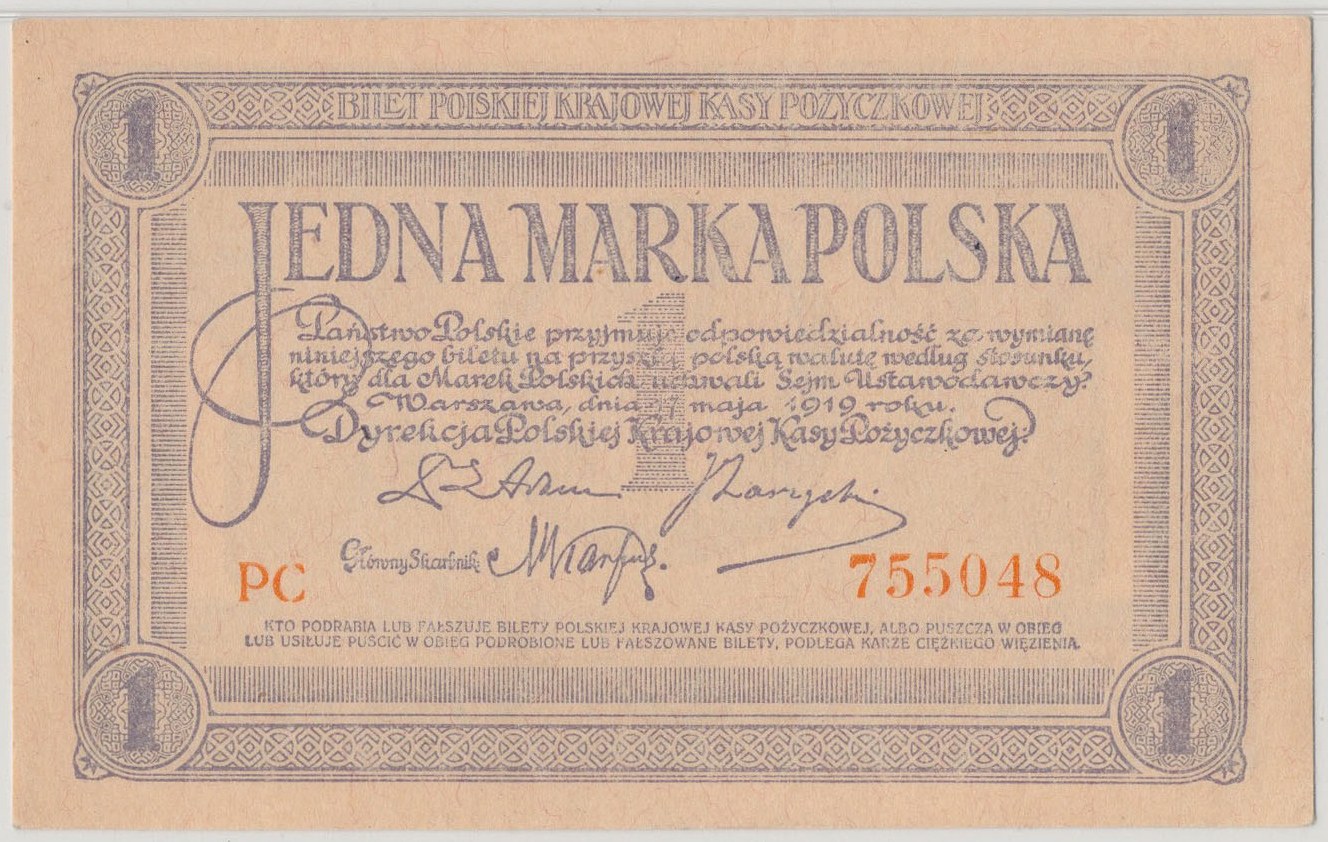 BILET POLSKIEJ KRAJOWEJ KASY POŻYCZKOWEJ
1 1
JEDNA MARKA POLSKA
1
Państwo Polskie przyjmuje odpowiedzialność za wymianę
niniejszego biletu na przyszłą polską walutę według stosunku,
który dla Marek Polskich uchwali Sejm Ustawodawczy.
Warszawa, dnia 17 maja 1919 roku.
Dyrekcja Polskiej Krajowej Kasy Pożyczkowej.
Główny Skarbnik
PC 755048
KTO PODRABIA LUB FAŁSZUJE BILETY POLSKIEJ KRAJOWEJ KASY POŻYCZKOWEJ, ALBO PUSZCZA W OBIEG
LUB USIŁUJE PUŚCIĆ W OBIEG PODROBIONE LUB FAŁSZOWANE BILETY, PODLEGA KARZE CIĘŻKIEGO WIĘZIENIA.
1 1